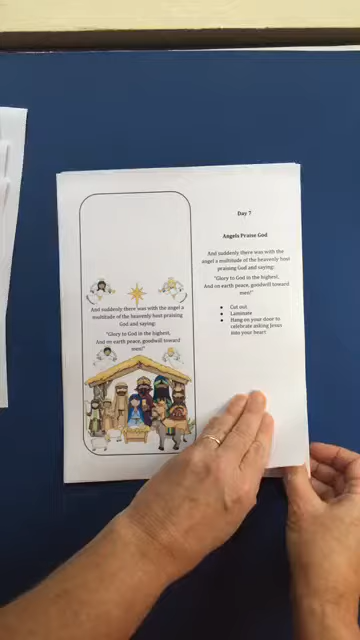 And suddenly there was with the angel a
multitude of the heavenly host praising
God and saying:
"Glory to God in the highest,
And on earth peace, goodwill toward
men!"
Day 7
Angels Praise God
And suddenly there was with the
angel a multitude of the heavenly host
praising God and saying:
"Glory to God in the highest,
And on earth peace, goodwill toward
men!"
Cut out
Laminate
Hang on your door to
celebrate asking Jesus
into your heart